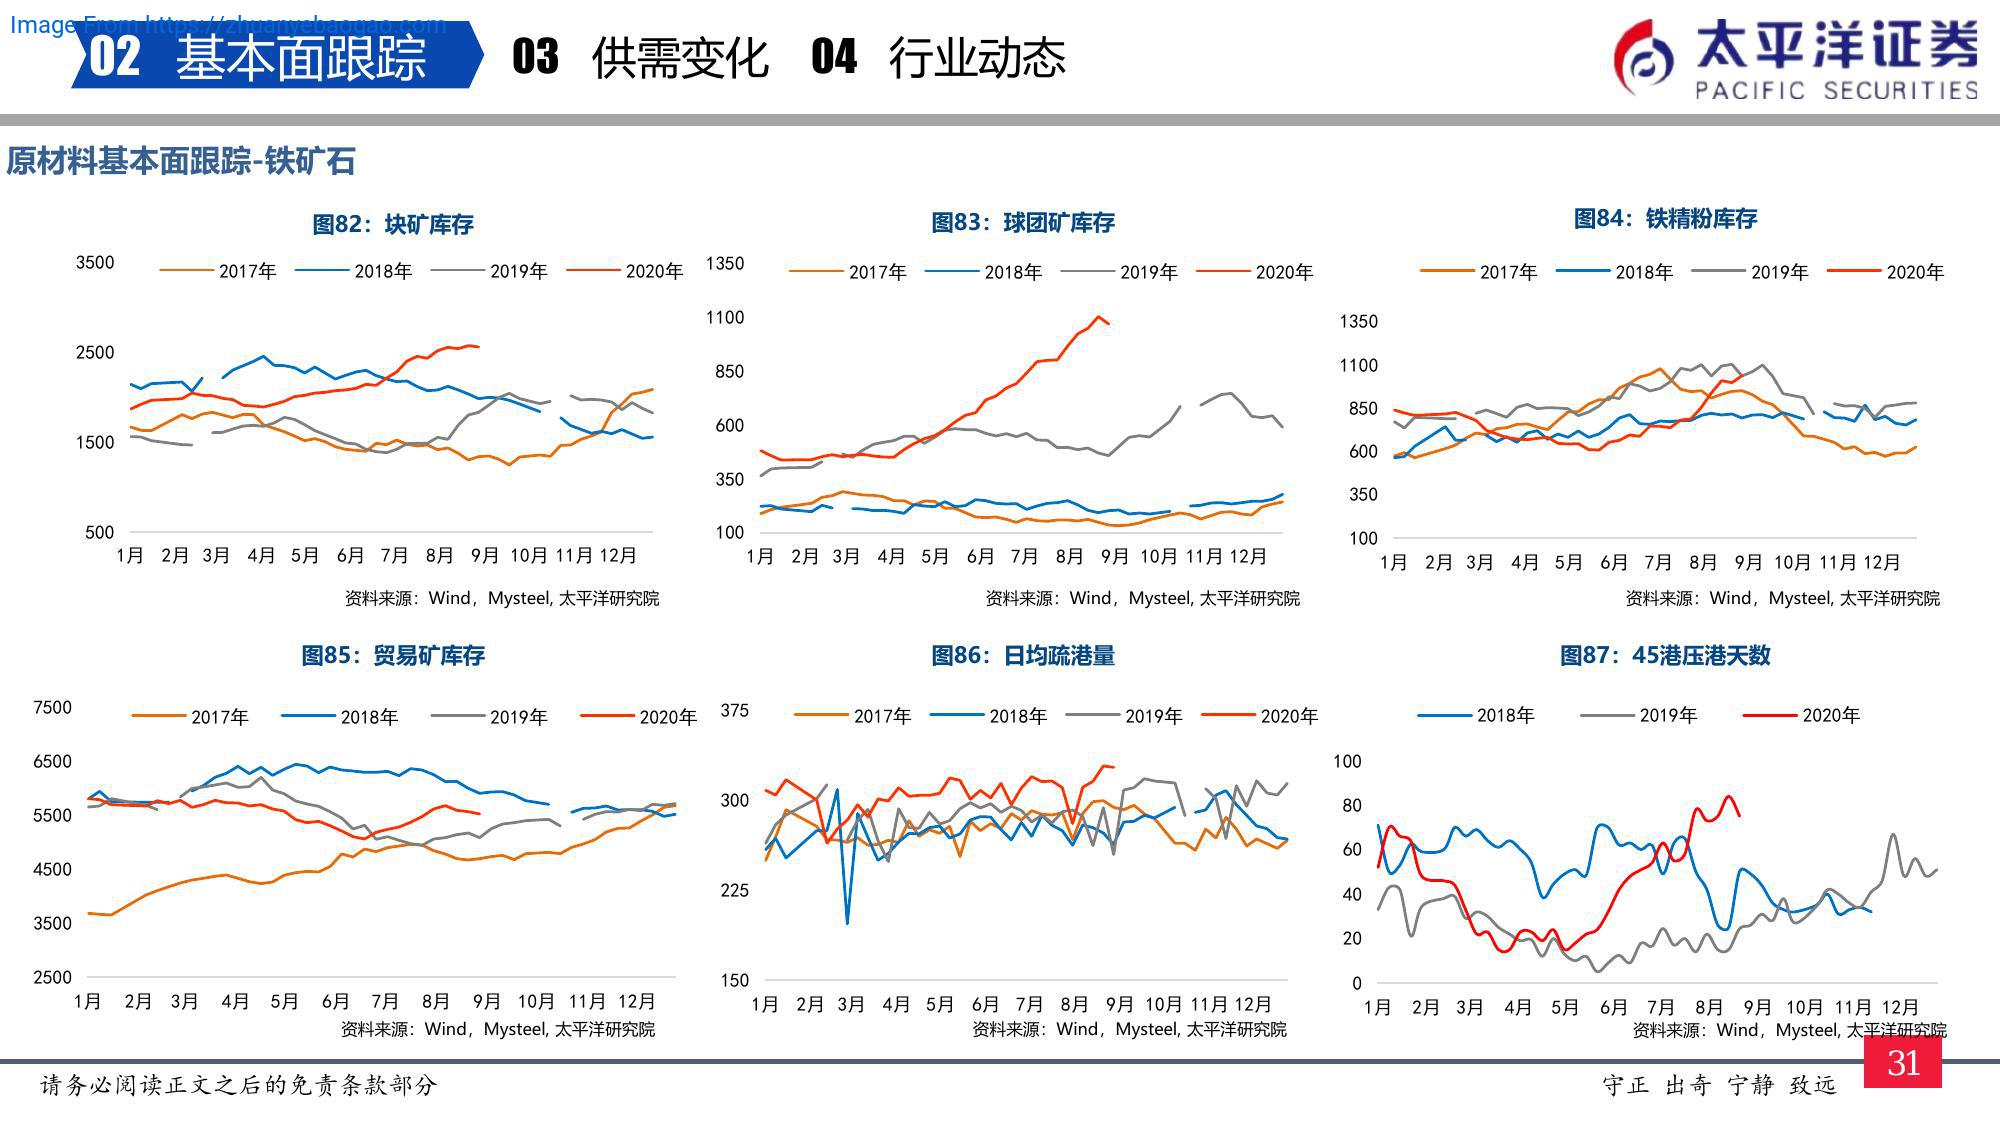 Image From https://zhuanyebaogao.com
02 基本面跟踪 03 供需变化 04 行业动态
太平洋证券
PACIFIC SECURITIES
原材料基本面跟踪-铁矿石
图82：块矿库存
2017年 2018年 2019年 2020年
3500
2500
1500
500
1月 2月 3月 4月 5月 6月 7月 8月 9月 10月 11月 12月
资料来源：Wind，Mysteel, 太平洋研究院
图83：球团矿库存
2017年 2018年 2019年 2020年
1350
1100
850
600
350
100
1月 2月 3月 4月 5月 6月 7月 8月 9月 10月 11月 12月
资料来源：Wind，Mysteel, 太平洋研究院
图84：铁精粉库存
2017年 2018年 2019年 2020年
1350
1100
850
600
350
100
1月 2月 3月 4月 5月 6月 7月 8月 9月 10月 11月 12月
资料来源：Wind，Mysteel, 太平洋研究院
图85：贸易矿库存
2017年 2018年 2019年 2020年
7500
6500
5500
4500
3500
2500
1月 2月 3月 4月 5月 6月 7月 8月 9月 10月 11月 12月
资料来源：Wind，Mysteel, 太平洋研究院
图86：日均疏港量
2017年 2018年 2019年 2020年
375
300
225
150
1月 2月 3月 4月 5月 6月 7月 8月 9月 10月 11月 12月
资料来源：Wind，Mysteel, 太平洋研究院
图87：45港压港天数
2018年 2019年 2020年
100
80
60
40
20
0
1月 2月 3月 4月 5月 6月 7月 8月 9月 10月 11月 12月
资料来源：Wind，Mysteel, 太平洋研究院
请务必阅读正文之后的免责条款部分
守正 出奇 宁静 致远
31